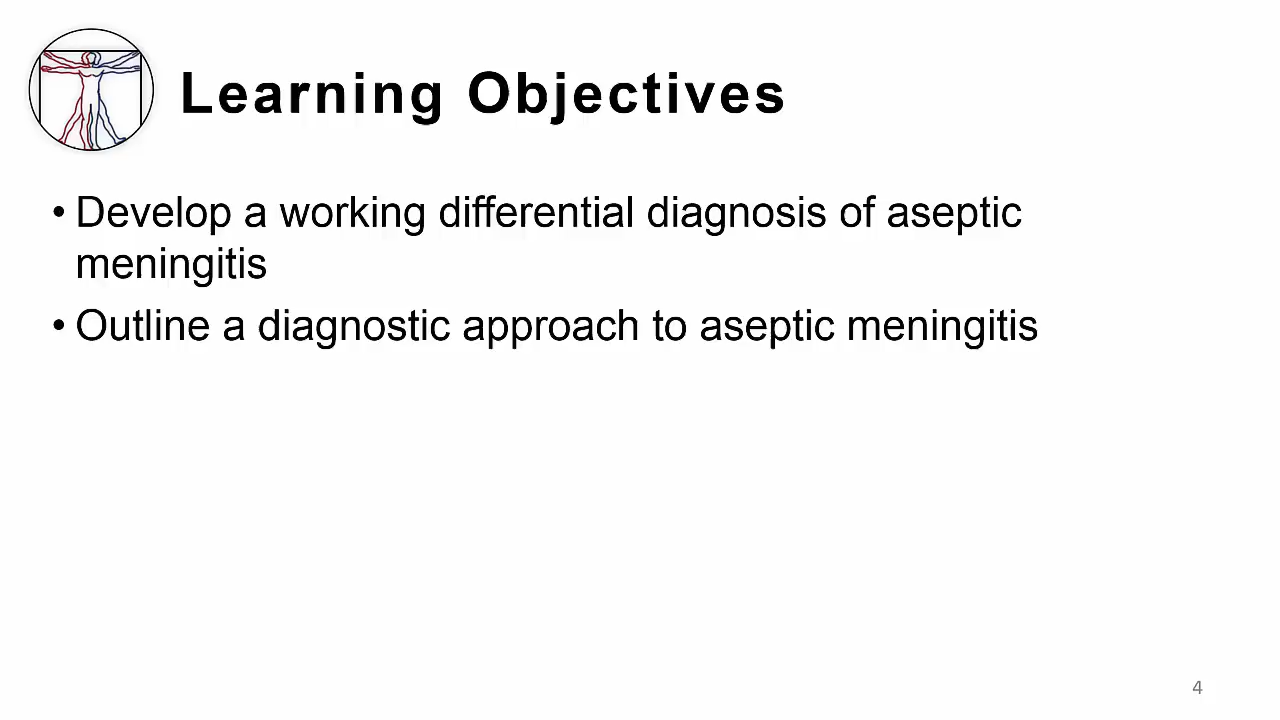 Learning Objectives
• Develop a working differential diagnosis of aseptic
meningitis
• Outline a diagnostic approach to aseptic meningitis
4